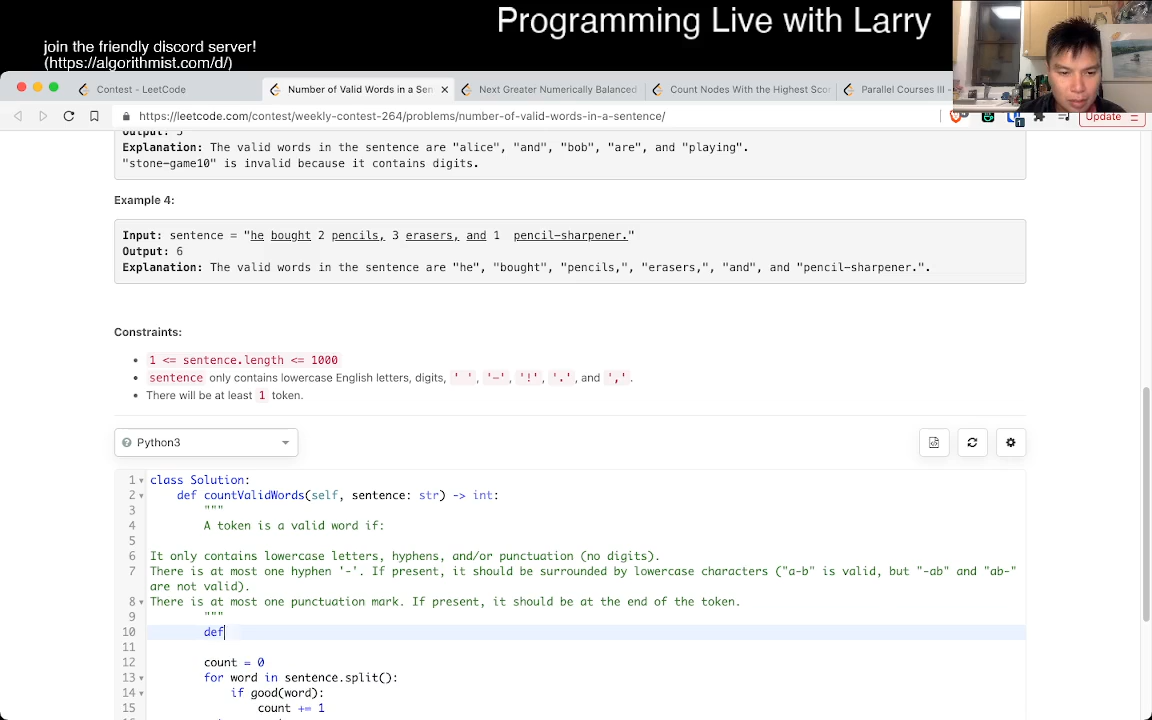 Programming Live with Larry
join the friendly discord server!
(https://algorithmist.com/d/)
Contest - LeetCode
Number of Valid Words in a Sen
Next Greater Numerically Balanced
Count Nodes With the Highest Sco
Parallel Courses III -
https://leetcode.com/contest/weekly-contest-264/problems/number-of-valid-words-in-a-sentence/
1
Update
Output: 5
Explanation: The valid words in the sentence are "alice", "and", "bob", "are", and "playing".
"stone-game10" is invalid because it contains digits.
Example 4:
Input: sentence = "he bought 2 pencils, 3 erasers, and 1  pencil-sharpener."
Output: 6
Explanation: The valid words in the sentence are "he", "bought", "pencils,", "erasers,", "and", and "pencil-sharpener.".
Constraints:
1 <= sentence.length <= 1000
sentence only contains lowercase English letters, digits, ' ', '-', '!', '.', and ','.
There will be at least 1 token.
Python3
1 class Solution:
2 def countValidWords(self, sentence: str) -> int:
3 """
4 A token is a valid word if:
5
6 It only contains lowercase letters, hyphens, and/or punctuation (no digits).
7 There is at most one hyphen '-'. If present, it should be surrounded by lowercase characters ("a-b" is valid, but "-ab" and "ab-"
are not valid).
8 There is at most one punctuation mark. If present, it should be at the end of the token.
9 """
10 def
11
12 count = 0
13 for word in sentence.split():
14 if good(word):
15 count += 1